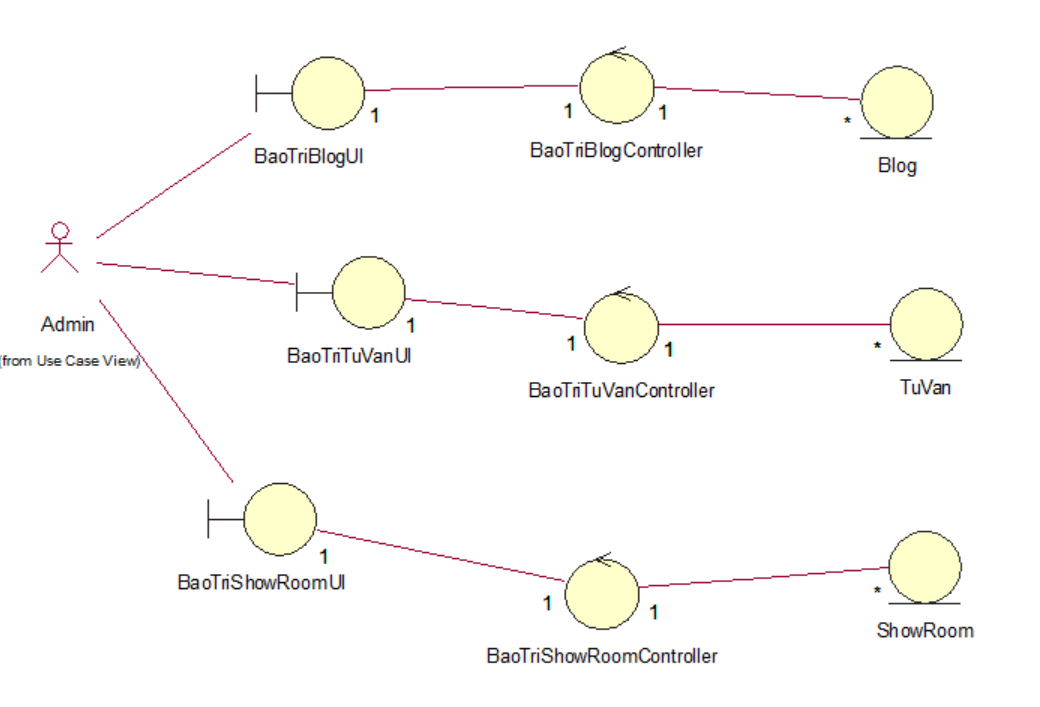 1
1
1
*
BaoTriBlogUI
BaoTriBlogController
Blog
Admin
(from Use Case View)
1
1
1
*
BaoTriTuVanUI
BaoTriTuVanController
TuVan
1
1
1
*
BaoTriShowRoomUI
BaoTriShowRoomController
ShowRoom